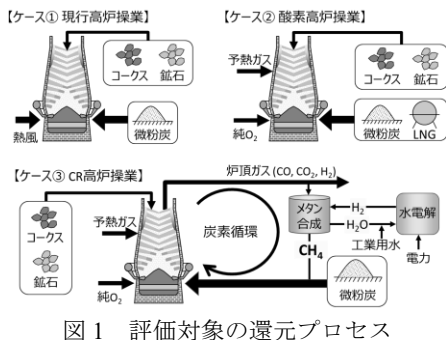 【ケース① 現行高炉操業】
コークス
鉱石
熱風
微粉炭
【ケース② 酸素高炉操業】
予熱ガス
コークス
鉱石
純O₂
微粉炭
LNG
【ケース③ CR高炉操業】
炉頂ガス (CO, CO₂, H₂)
コークス
鉱石
予熱ガス
純O₂
炭素循環
メタン
合成
CH₄
H₂
H₂O
水電解
工業用水
電力
微粉炭
図 1 評価対象の還元プロセス